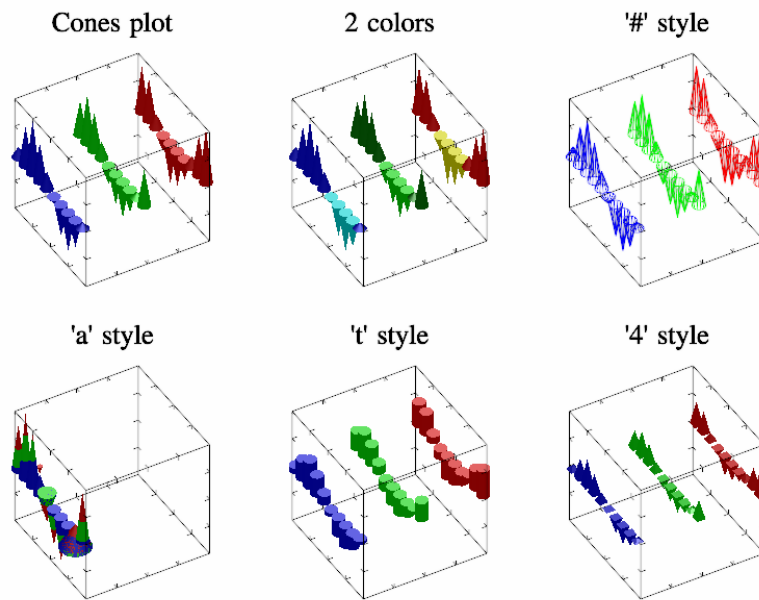 Cones plot
2 colors
'#' style
'a' style
't' style
'4' style